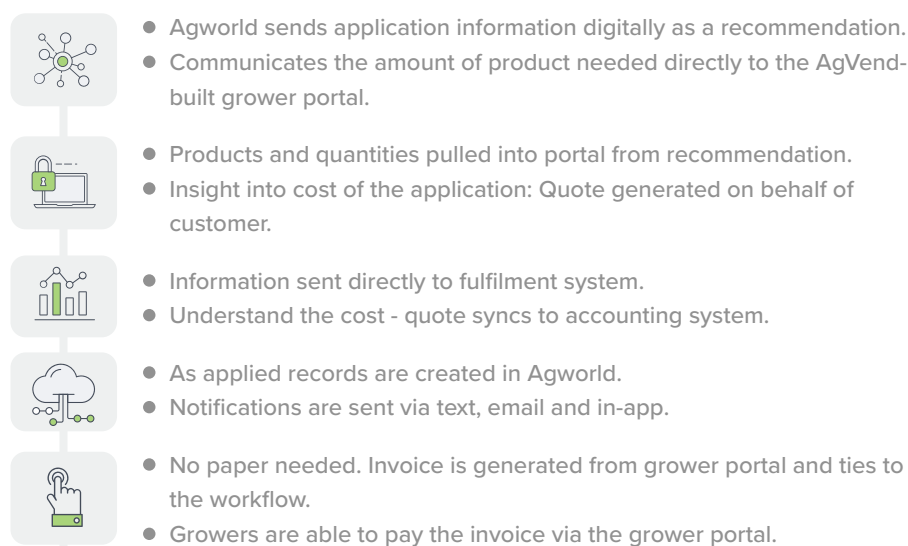 ● Agworld sends application information digitally as a recommendation.
● Communicates the amount of product needed directly to the AgVend-
built grower portal.
● Products and quantities pulled into portal from recommendation.
● Insight into cost of the application: Quote generated on behalf of
customer.
● Information sent directly to fulfilment system.
● Understand the cost - quote syncs to accounting system.
● As applied records are created in Agworld.
● Notifications are sent via text, email and in-app.
● No paper needed. Invoice is generated from grower portal and ties to
the workflow.
● Growers are able to pay the invoice via the grower portal.